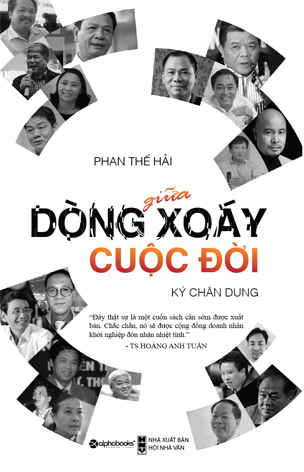 PHAN THẾ HẢI
giữa
DÒNG XOÁY
CUỘC ĐỜI
KÝ CHÂN DUNG
“Đây thật sự là một cuốn sách cần sớm được xuất
bản. Chắc chắn, nó sẽ được cộng đồng doanh nhân
khởi nghiệp đón nhận nhiệt tình.”
- TS HOÀNG ANH TUẤN
alphabooks
NHÀ XUẤT BẢN
HỘI NHÀ VĂN